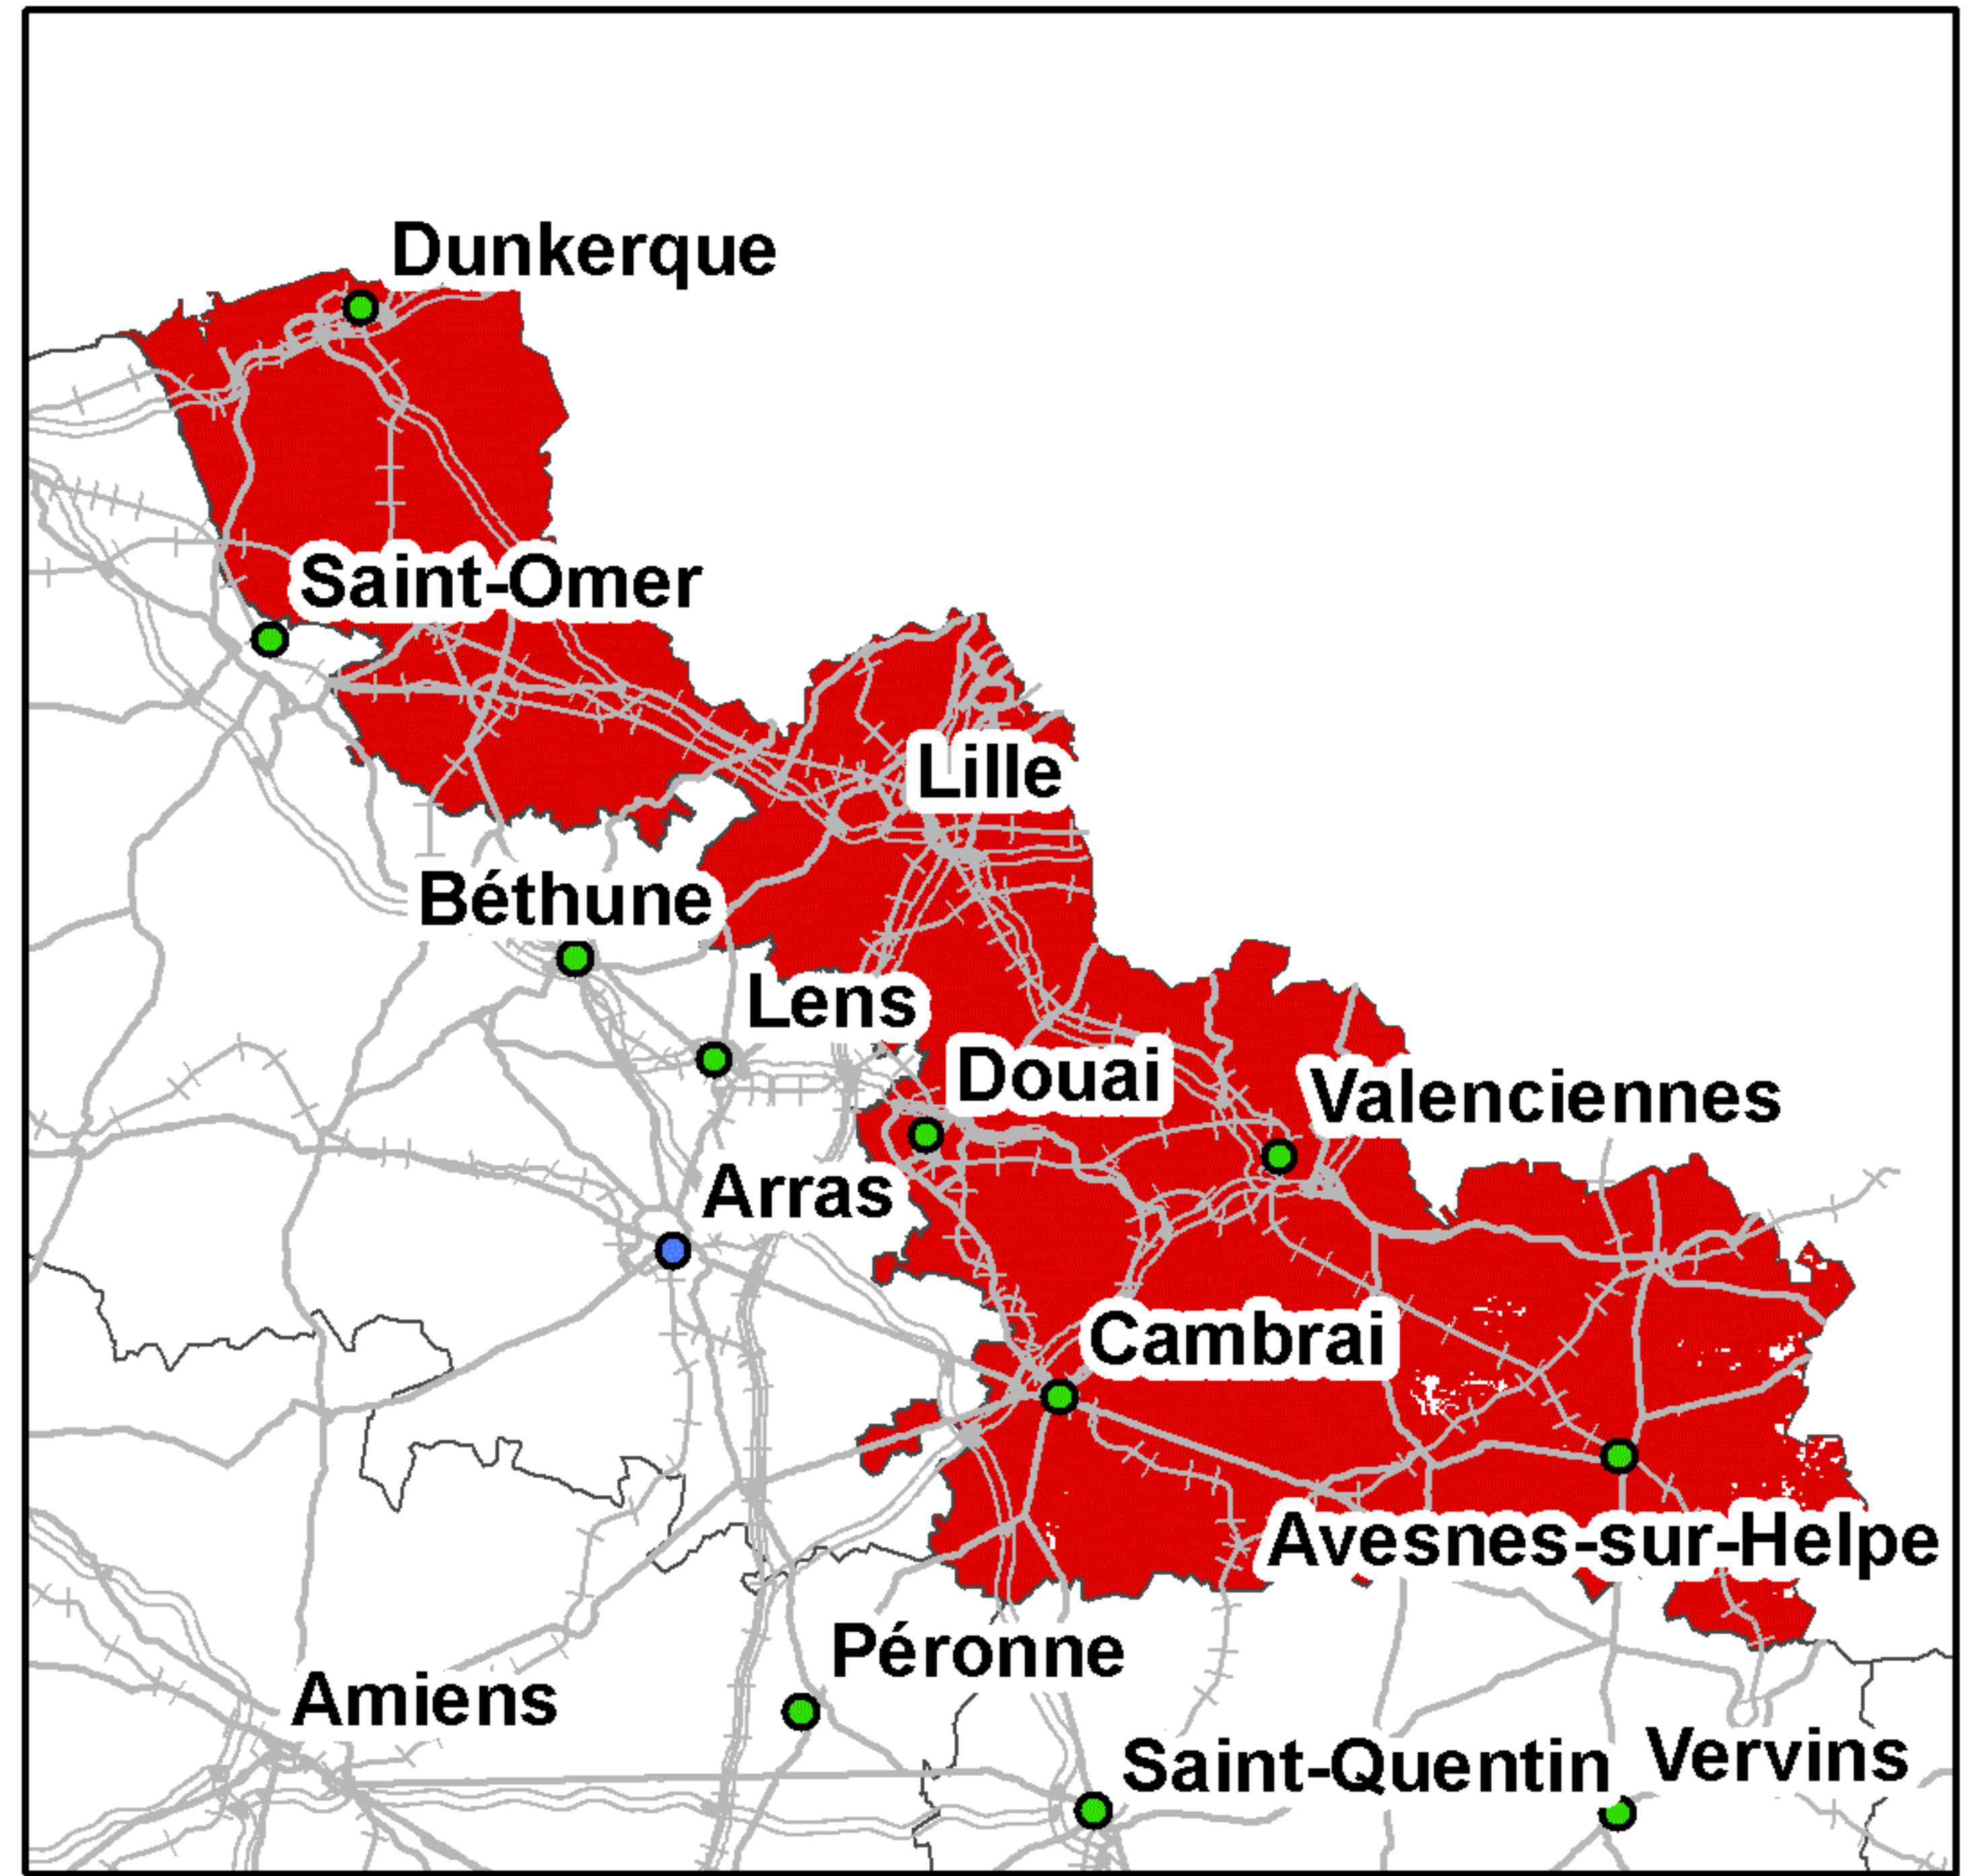 Dunkerque
Saint-Omer
Lille
Béthune
Lens
Douai
Valenciennes
Arras
Cambrai
Avesnes-sur-Helpe
Péronne
Amiens
Saint-Quentin
Vervins